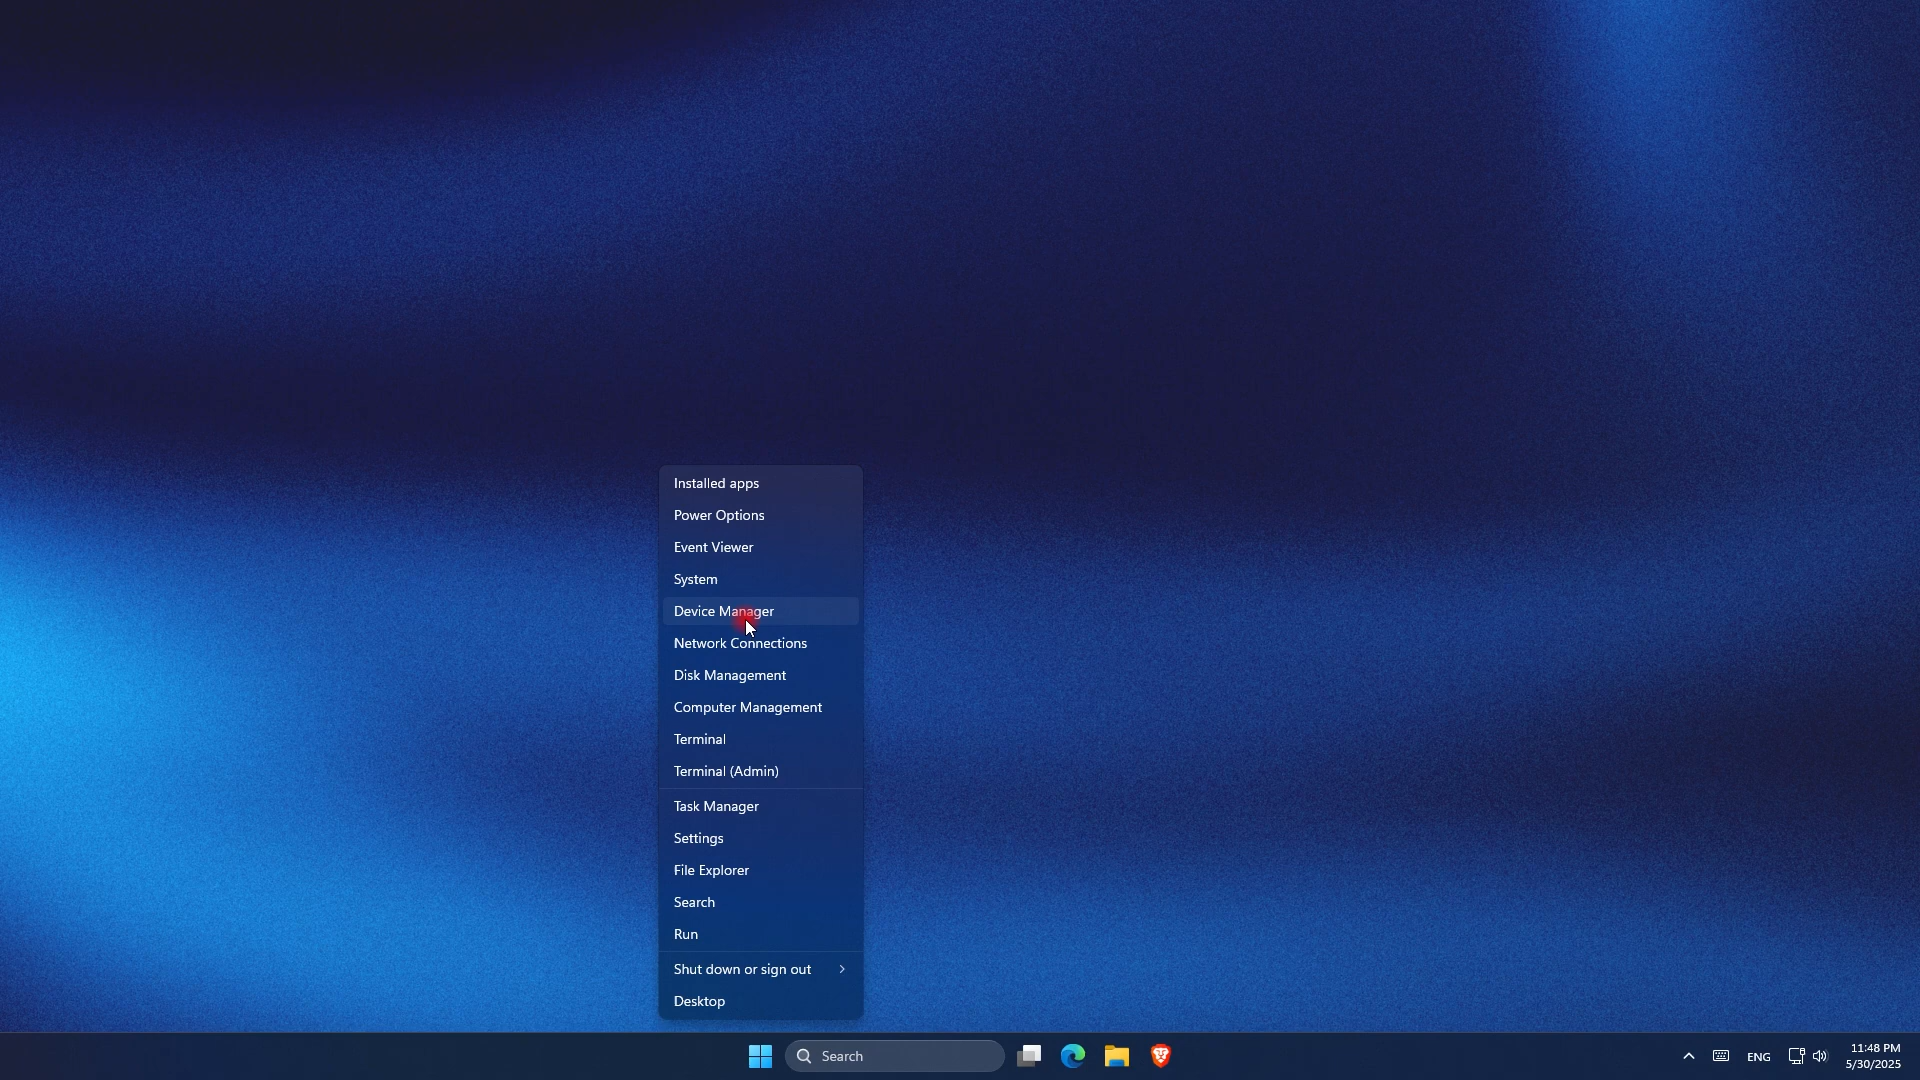 Installed apps
Power Options
Event Viewer
System
Device Manager
Network Connections
Disk Management
Computer Management
Terminal
Terminal (Admin)
Task Manager
Settings
File Explorer
Search
Run
Shut down or sign out
Desktop
Search
ENG
11:48 PM
5/30/2025